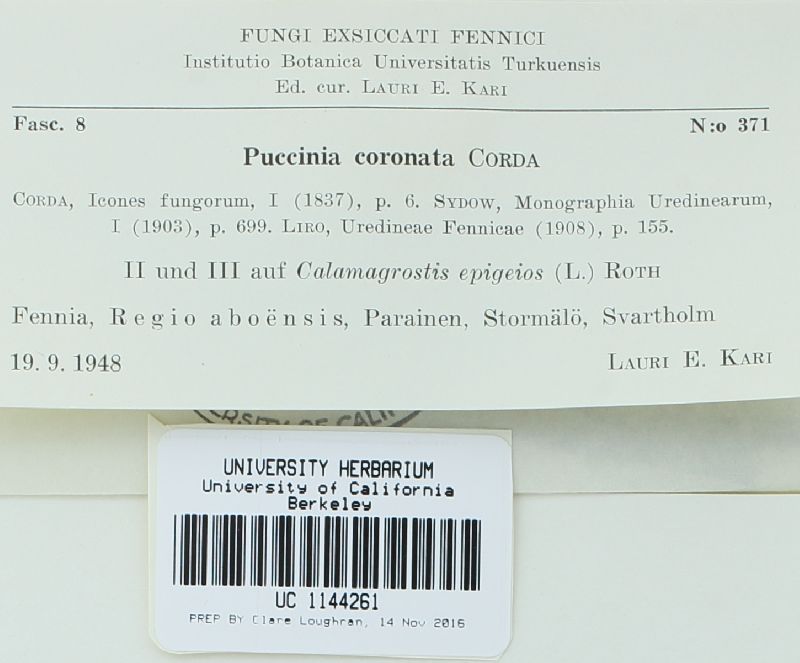 FUNGI EXSICCATI FENNICI
Institutio Botanica Universitatis Turkuensis
Ed. cur. LAURI E. KARI
Fasc. 8 N:o 371
Puccinia coronata CORDA
CORDA, Icones fungorum, I (1837), p. 6. SYDOW, Monographia Uredinearum,
I (1903), p. 699. LIRO, Uredineae Fennicae (1908), p. 155.
II und III auf Calamagrostis epigeios (L.) ROTH
Fennia, Regio aboënsis, Parainen, Stormälö, Svartholm
19. 9. 1948 LAURI E. KARI
UNIVERSITY HERBARIUM
University of California
Berkeley
UC 1144261
PREP BY Clare Loughran, 14 Nov 2016